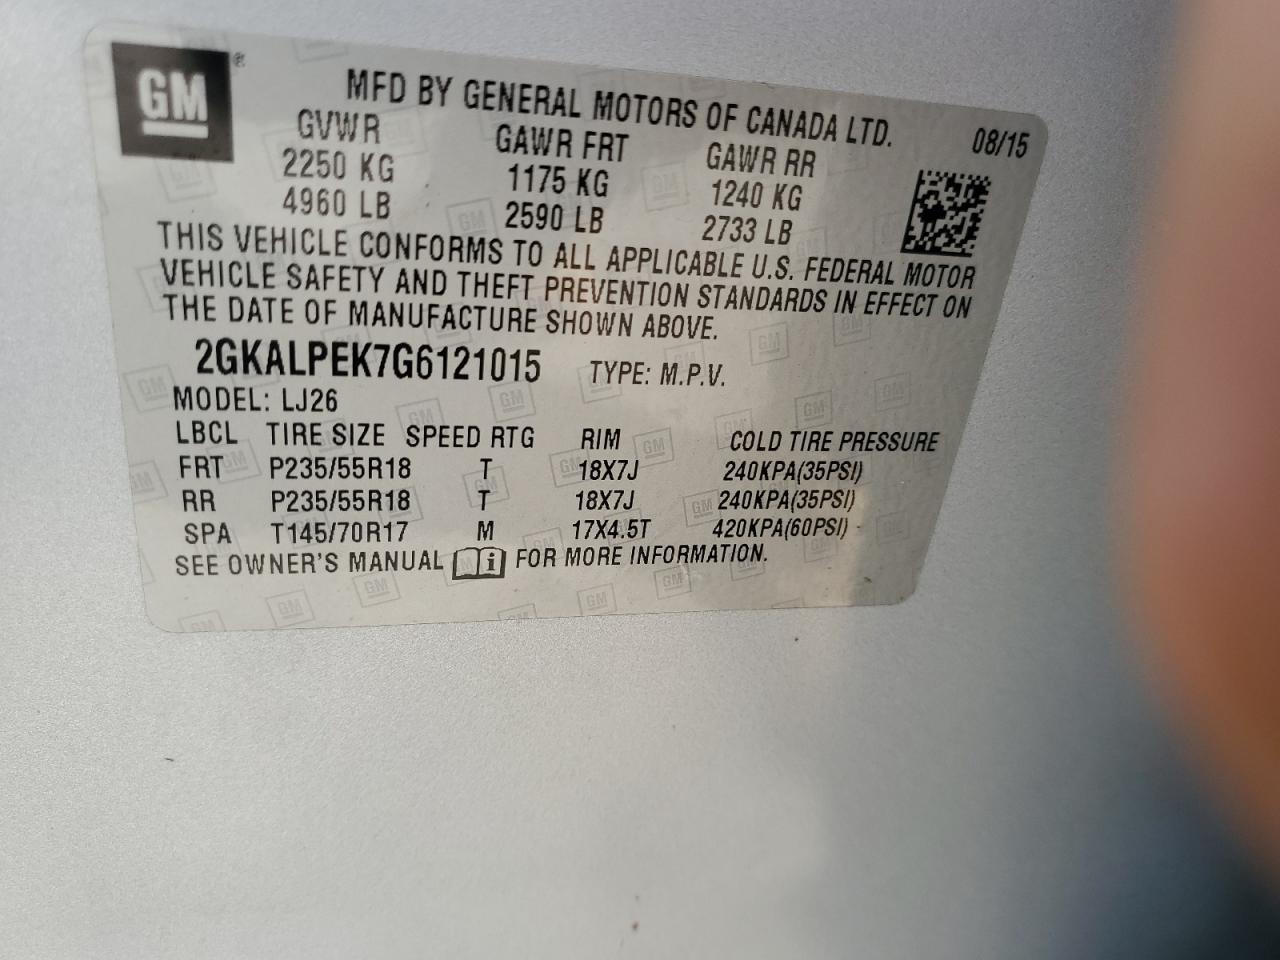 GM ®
MFD BY GENERAL MOTORS OF CANADA LTD.
08/15
GVWR GAWR FRT GAWR RR
2250 KG 1175 KG 1240 KG
4960 LB 2590 LB 2733 LB
THIS VEHICLE CONFORMS TO ALL APPLICABLE U.S. FEDERAL MOTOR
VEHICLE SAFETY AND THEFT PREVENTION STANDARDS IN EFFECT ON
THE DATE OF MANUFACTURE SHOWN ABOVE.
2GKALPEK7G6121015 TYPE: M.P.V.
MODEL: LJ26
LBCL TIRE SIZE SPEED RTG RIM COLD TIRE PRESSURE
FRT P235/55R18 T 18X7J 240KPA(35PSI)
RR P235/55R18 T 18X7J 240KPA(35PSI)
SPA T145/70R17 M 17X4.5T 420KPA(60PSI)
SEE OWNER'S MANUAL i FOR MORE INFORMATION.